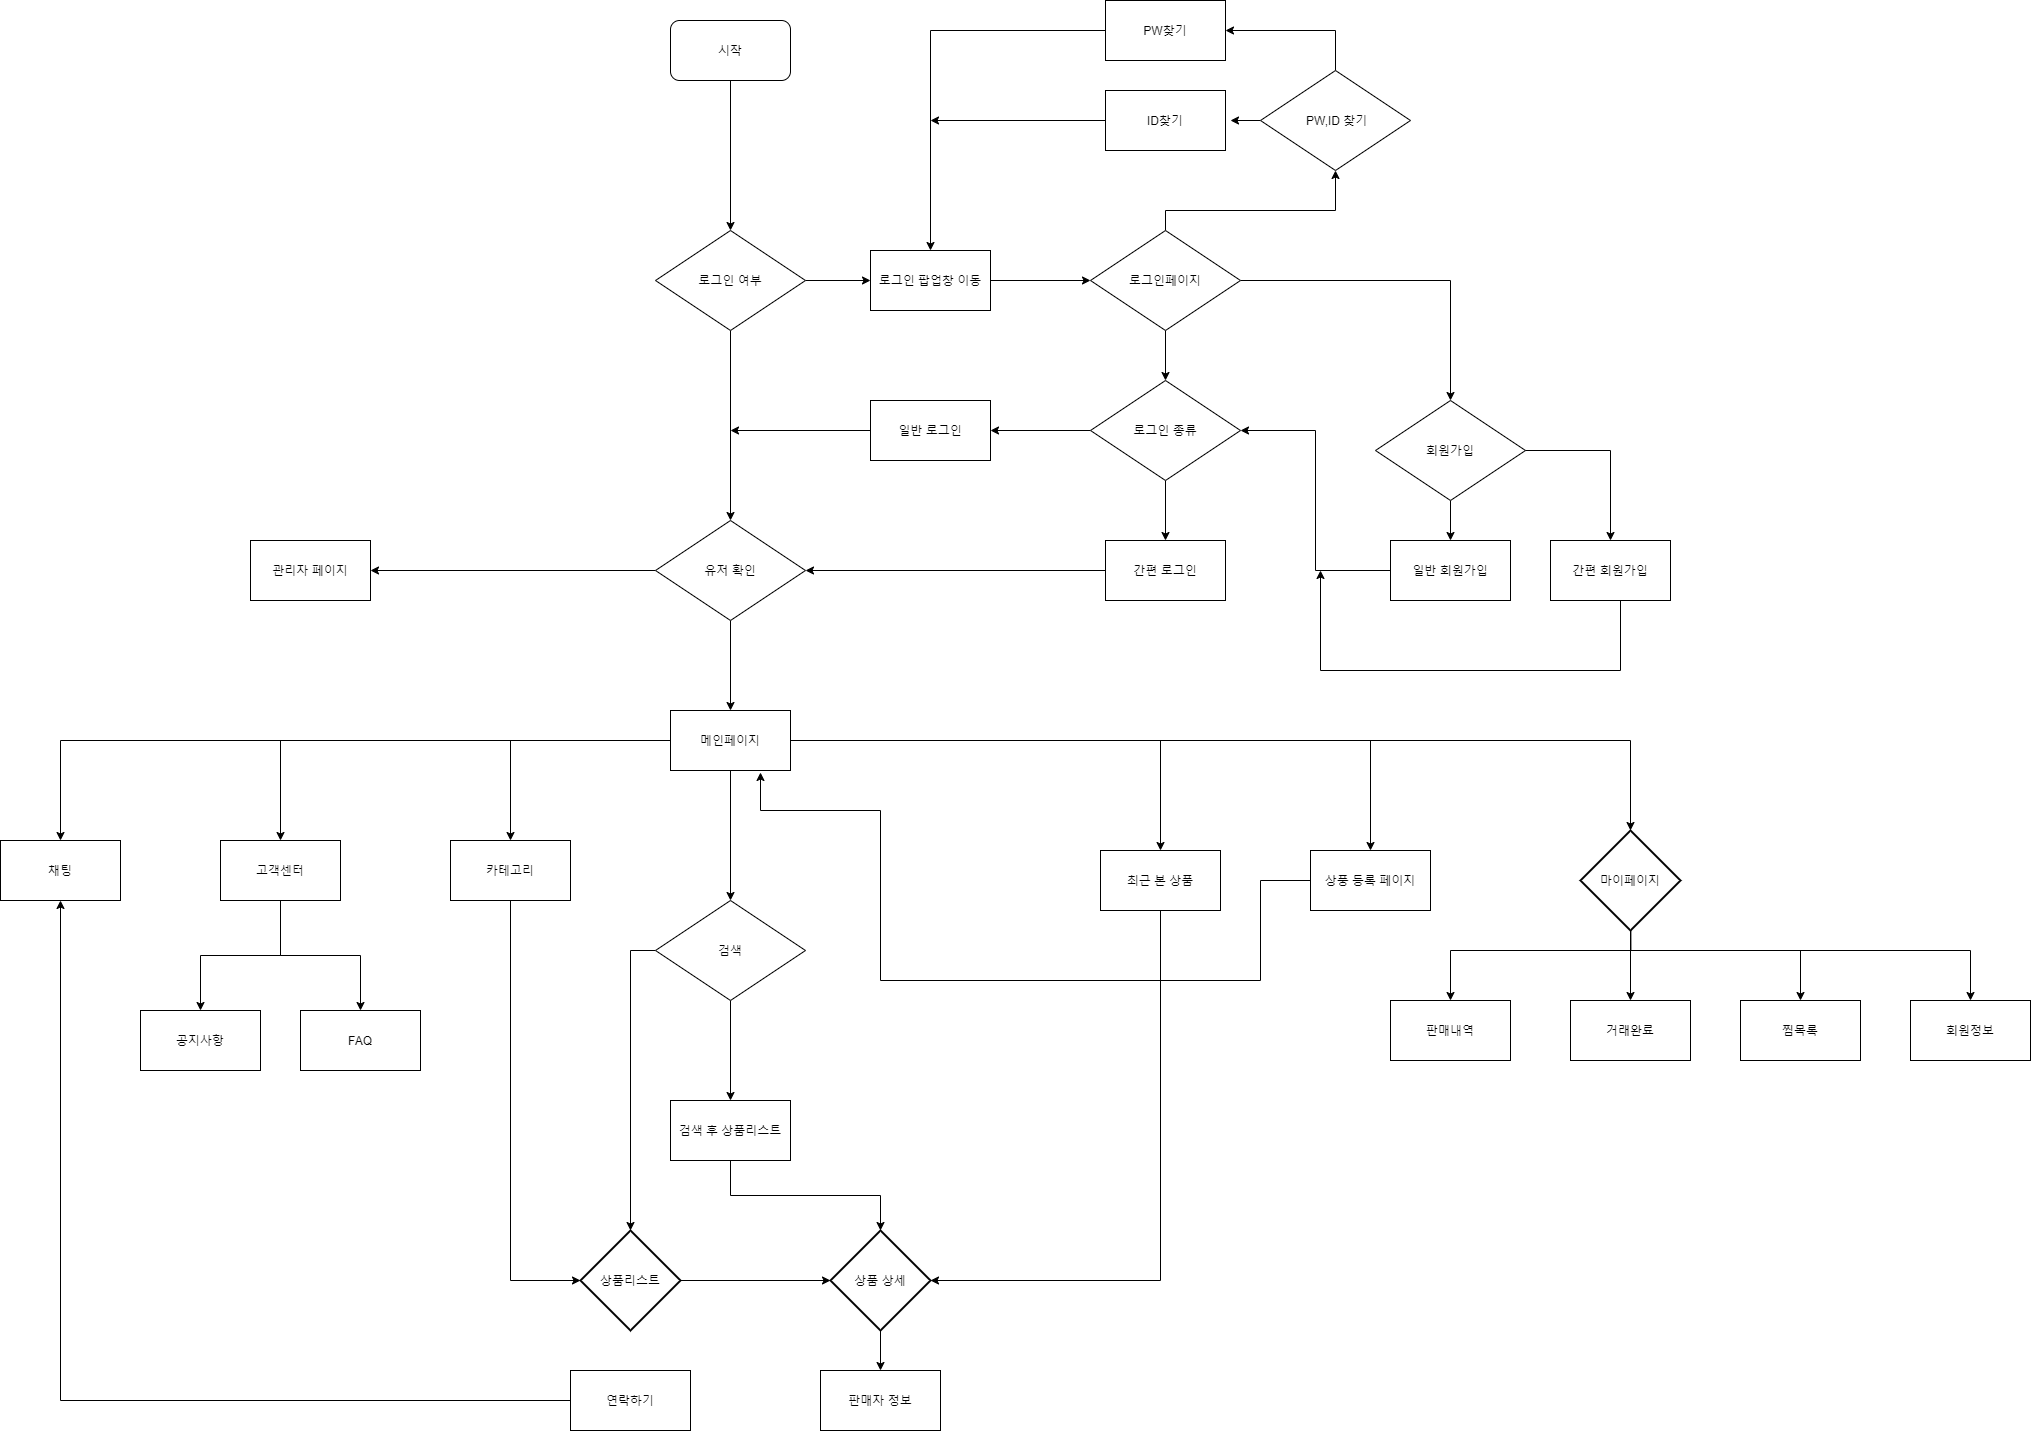 PW찾기
시작
ID찾기
PW,ID 찾기
로그인 여부
로그인 팝업창 이동
로그인페이지
일반 로그인
로그인 종류
회원가입
관리자 페이지
유저 확인
간편 로그인
일반 회원가입
간편 회원가입
메인페이지
채팅
고객센터
카테고리
최근 본 상품
상풍 등록 페이지
마이페이지
검색
공지사항
FAQ
판매내역
거래완료
찜목록
회원정보
검색 후 상품리스트
상품리스트
상품 상세
연락하기
판매자 정보